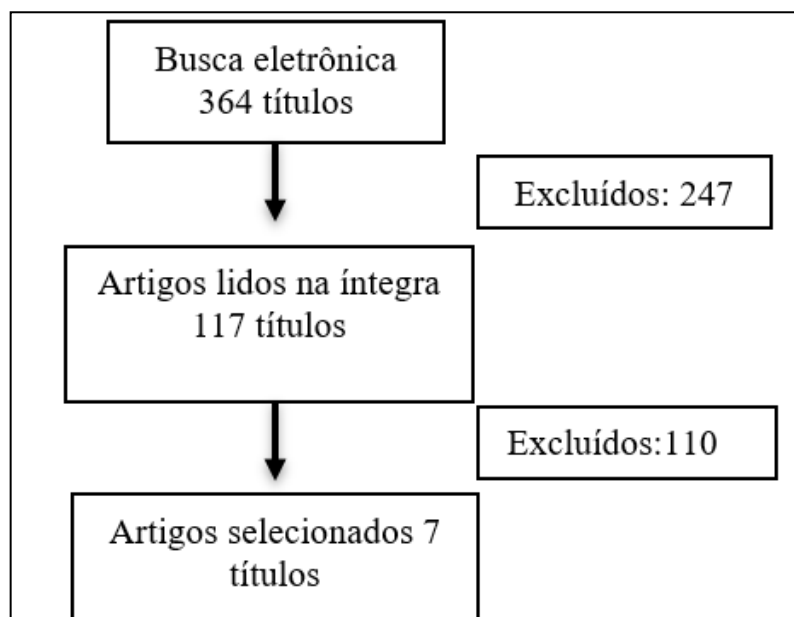 Busca eletrônica
364 títulos
Excluídos: 247
Artigos lidos na íntegra
117 títulos
Excluídos:110
Artigos selecionados 7
títulos